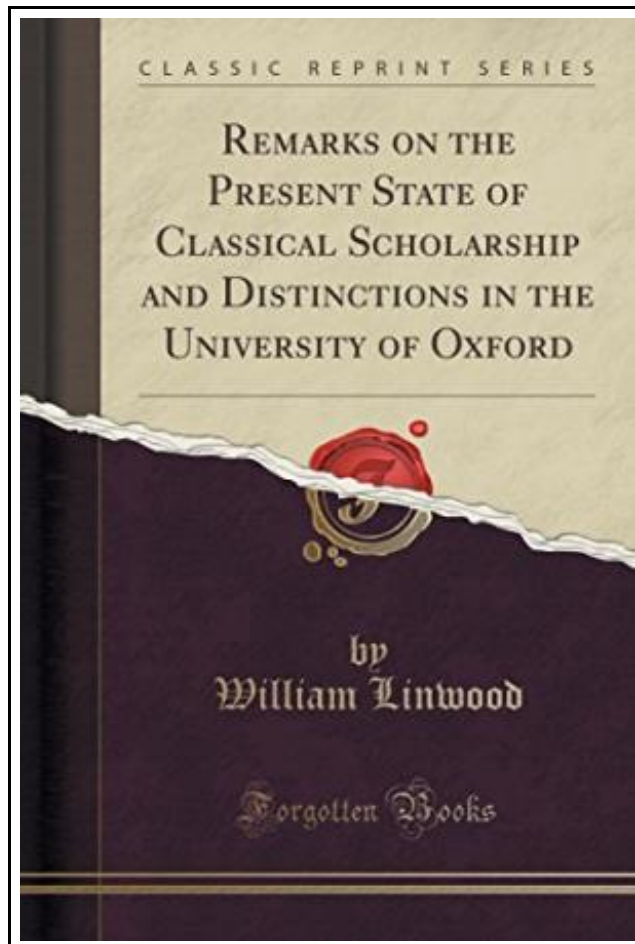 CLASSIC REPRINT SERIES
REMARKS ON THE
PRESENT STATE OF
CLASSICAL SCHOLARSHIP
AND DISTINCTIONS IN THE
UNIVERSITY OF OXFORD
by
William Linwood
Forgotten Books